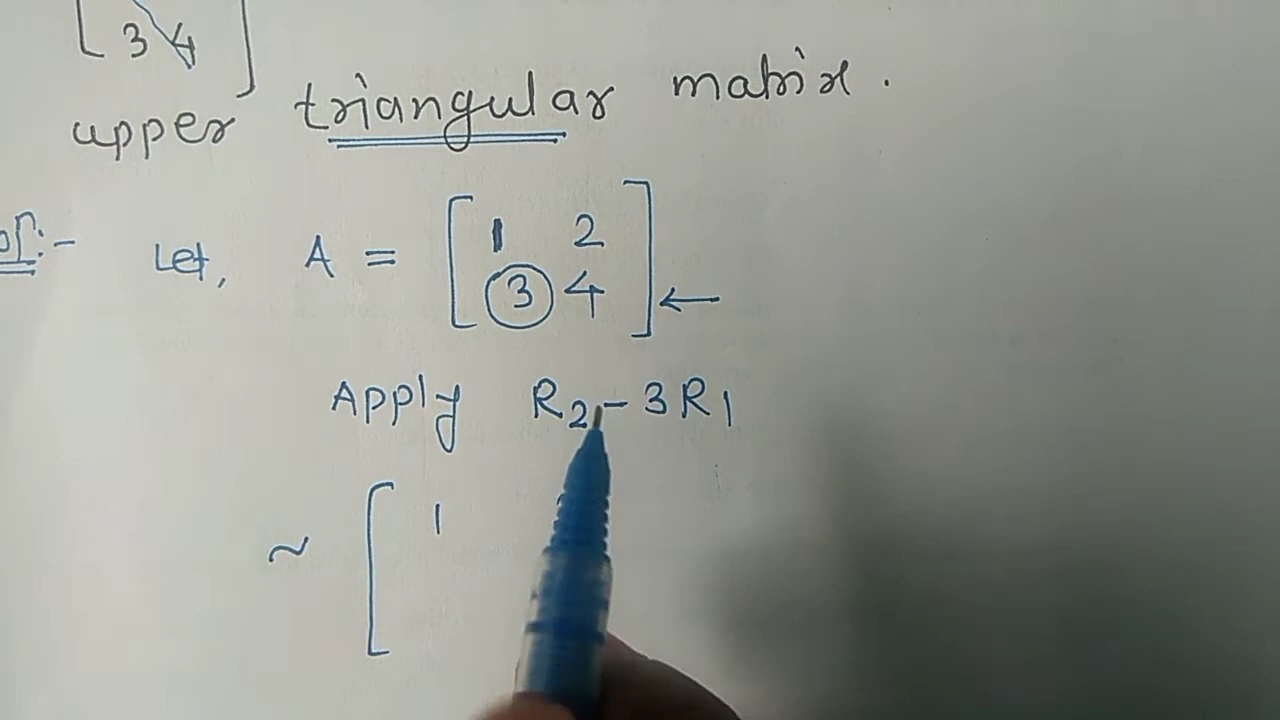 3 4
upper triangular matrix.
Let, A = [ 1 2
3 4 ] ←
Apply R₂ - 3R₁
~ [ 1